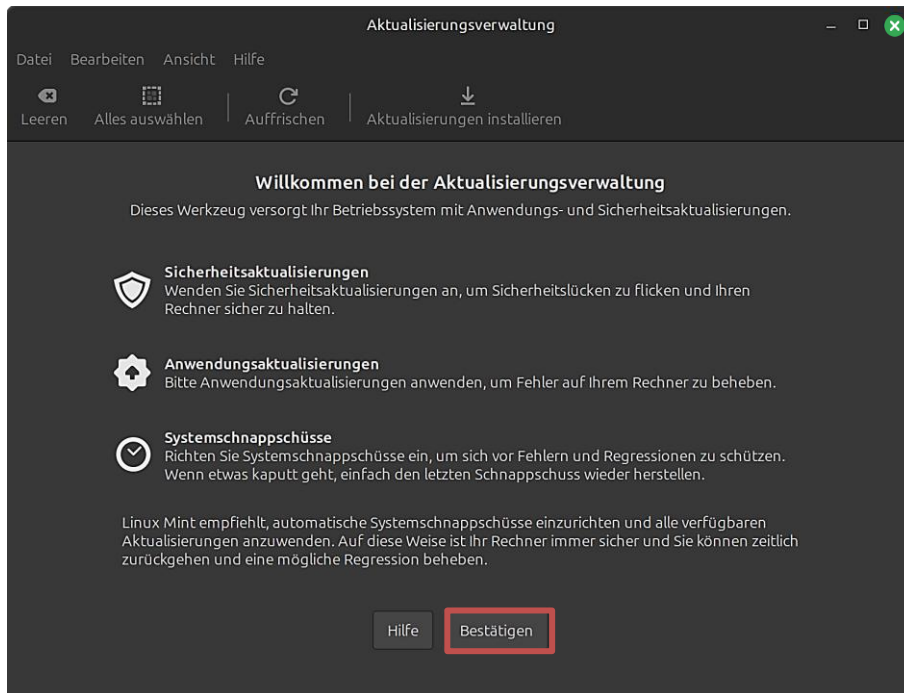 Aktualisierungsverwaltung
Datei Bearbeiten Ansicht Hilfe
Leeren Alles auswählen Auffrischen Aktualisierungen installieren
Willkommen bei der Aktualisierungsverwaltung
Dieses Werkzeug versorgt Ihr Betriebssystem mit Anwendungs- und Sicherheitsaktualisierungen.
Sicherheitsaktualisierungen
Wenden Sie Sicherheitsaktualisierungen an, um Sicherheitslücken zu flicken und Ihren
Rechner sicher zu halten.
Anwendungsaktualisierungen
Bitte Anwendungsaktualisierungen anwenden, um Fehler auf Ihrem Rechner zu beheben.
Systemschnappschüsse
Richten Sie Systemschnappschüsse ein, um sich vor Fehlern und Regressionen zu schützen.
Wenn etwas kaputt geht, einfach den letzten Schnappschuss wieder herstellen.
Linux Mint empfiehlt, automatische Systemschnappschüsse einzurichten und alle verfügbaren
Aktualisierungen anzuwenden. Auf diese Weise ist Ihr Rechner immer sicher und Sie können zeitlich
zurückgehen und eine mögliche Regression beheben.
Hilfe Bestätigen